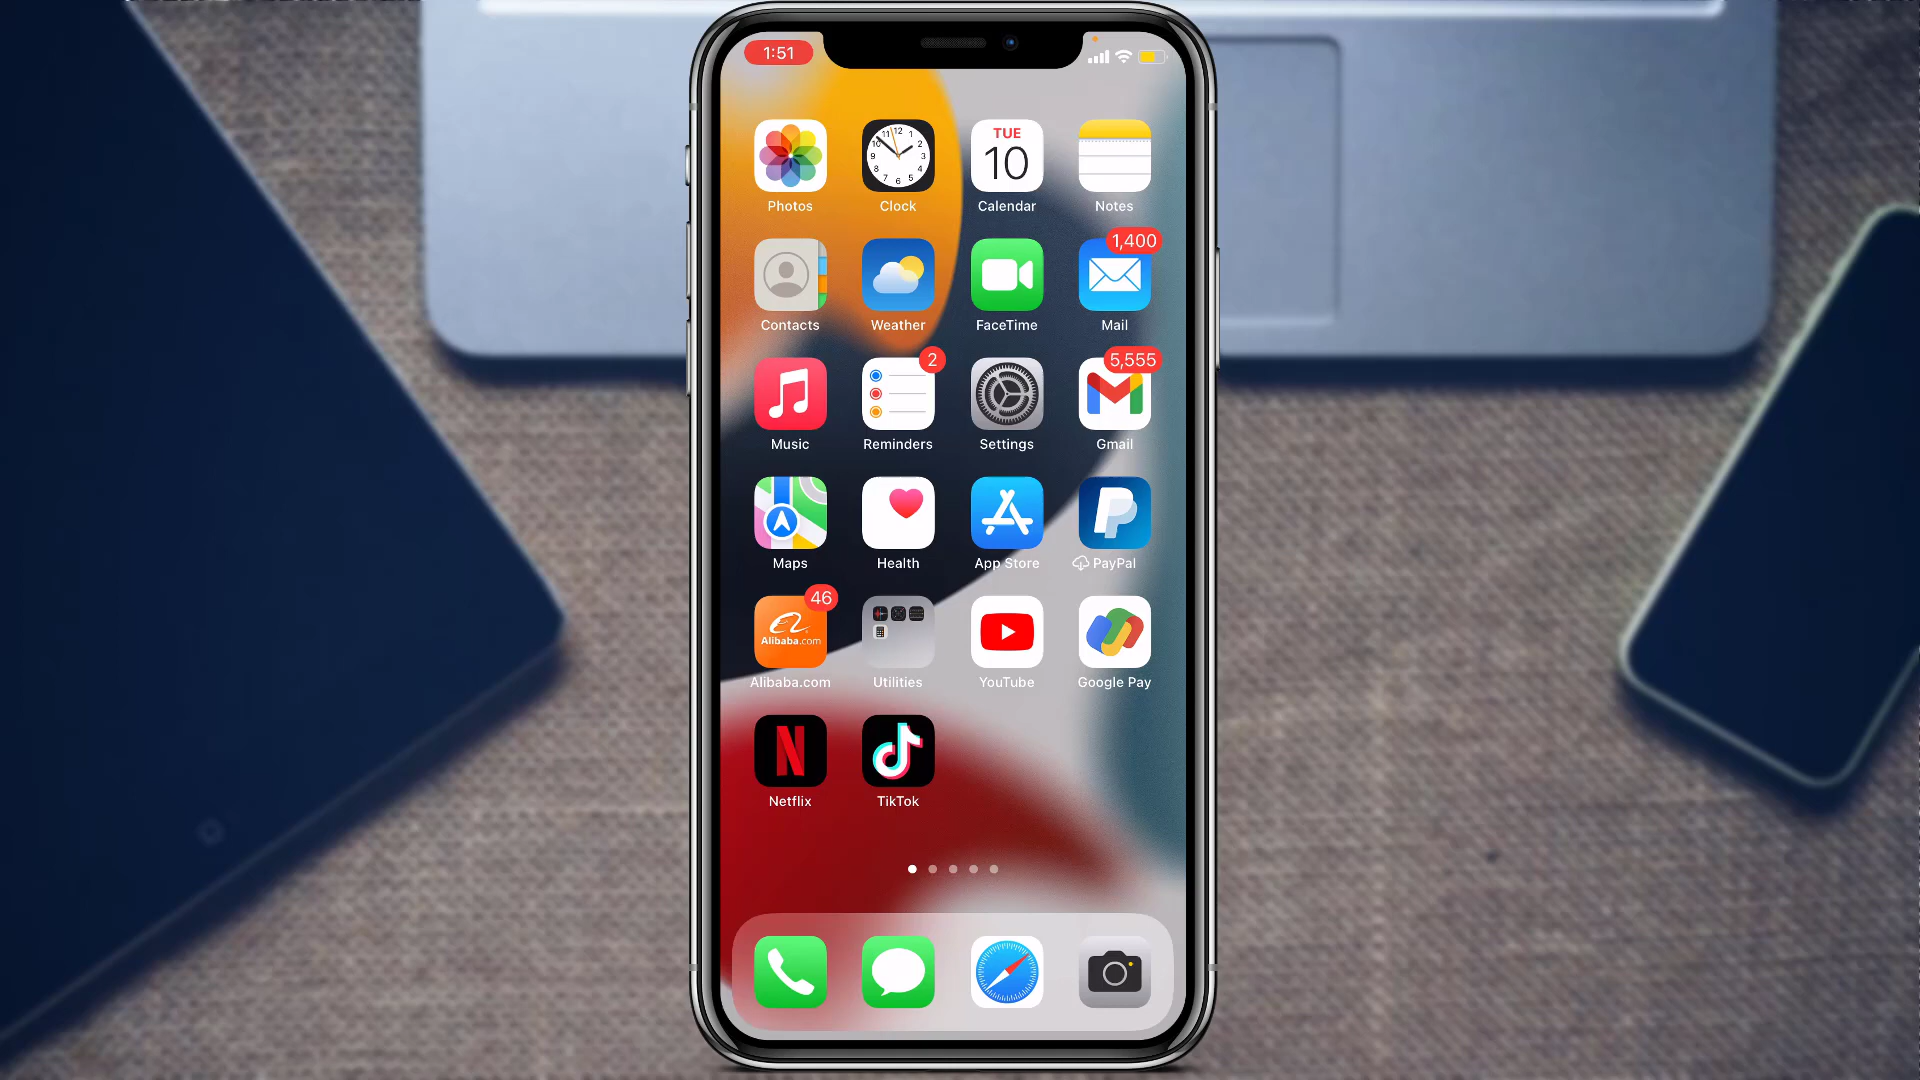 1:51
TUE
10
Photos
Clock
Calendar
Notes
1,400
Contacts
Weather
FaceTime
Mail
2
5,555
Music
Reminders
Settings
Gmail
Maps
Health
App Store
PayPal
46
Alibaba.com
Alibaba.com
Utilities
YouTube
Google Pay
Netflix
TikTok